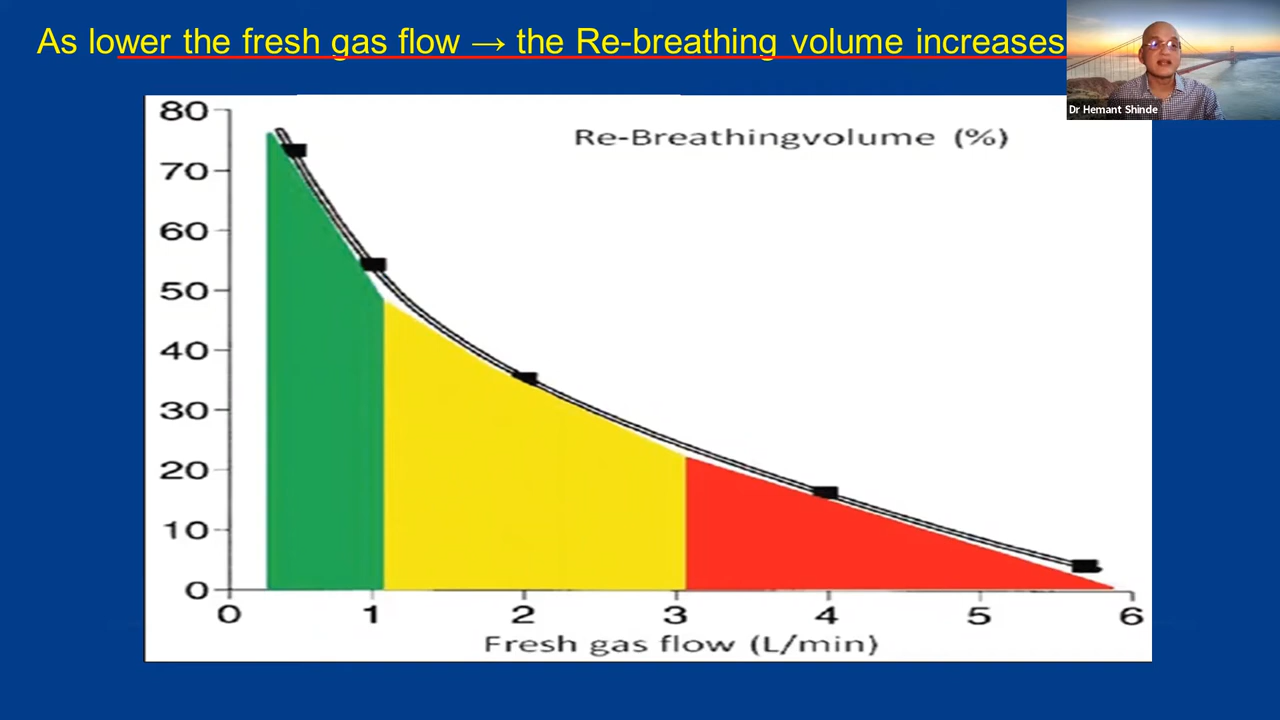 As lower the fresh gas flow → the Re-breathing volume increases
Dr Hemant Shinde
Re-Breathingvolume (%)
80
70
60
50
40
30
20
10
0
0 1 2 3 4 5 6
Fresh gas flow (L/min)